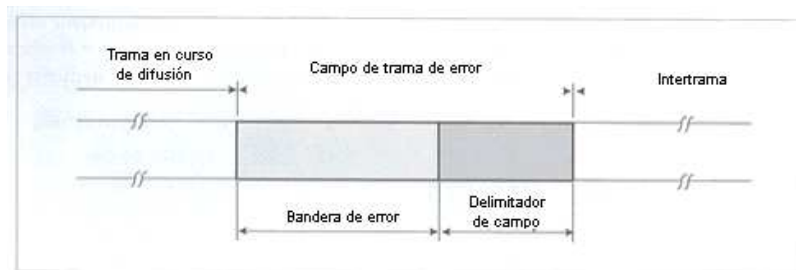 Trama en curso
de difusión
Campo de trama de error
Intertrama
Bandera de error
Delimitador
de campo